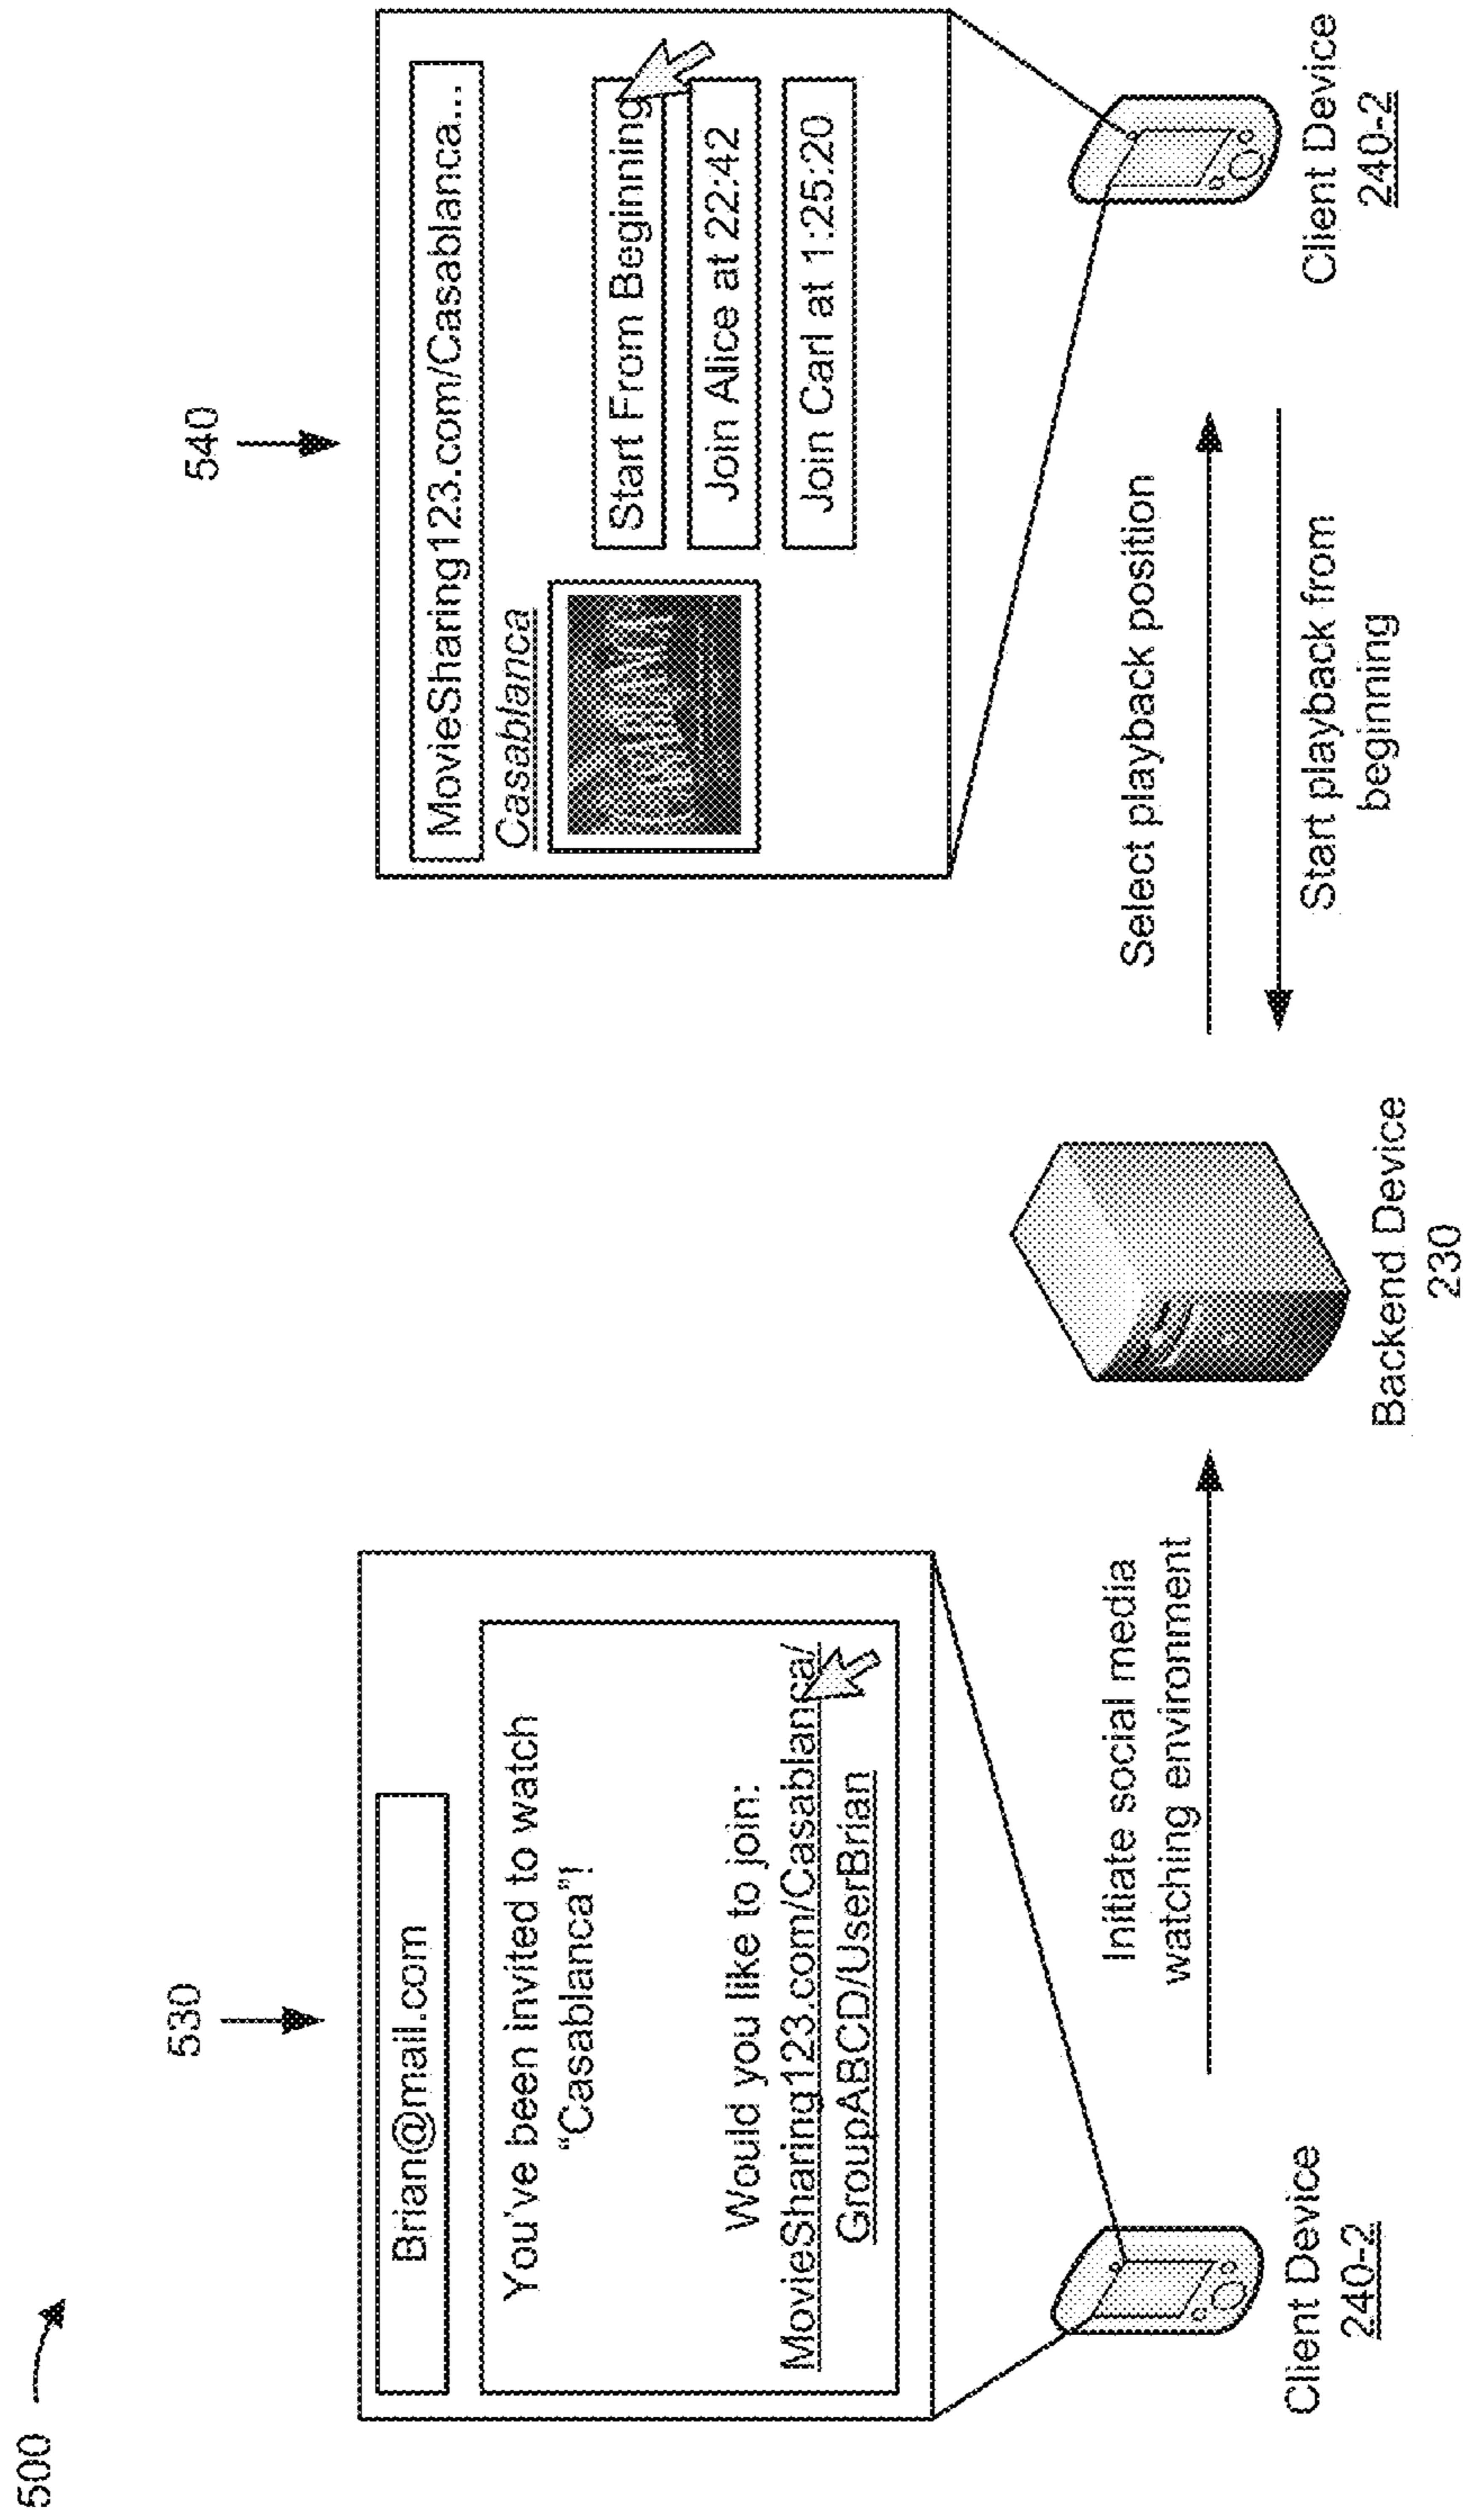 500
530
Brian@mail.com
You've been invited to watch
“Casablanca”!
Would you like to join:
MovieSharing123.com/Casablanca/
GroupABCD/UserBrian
Client Device
240-2
Initiate social media
watching environment
Backend Device
230
540
MovieSharing123.com/Casablanca...
Casablanca
Start From Beginning
Join Alice at 22:42
Join Carl at 1:25:20
Select playback position
Start playback from
beginning
Client Device
240-2